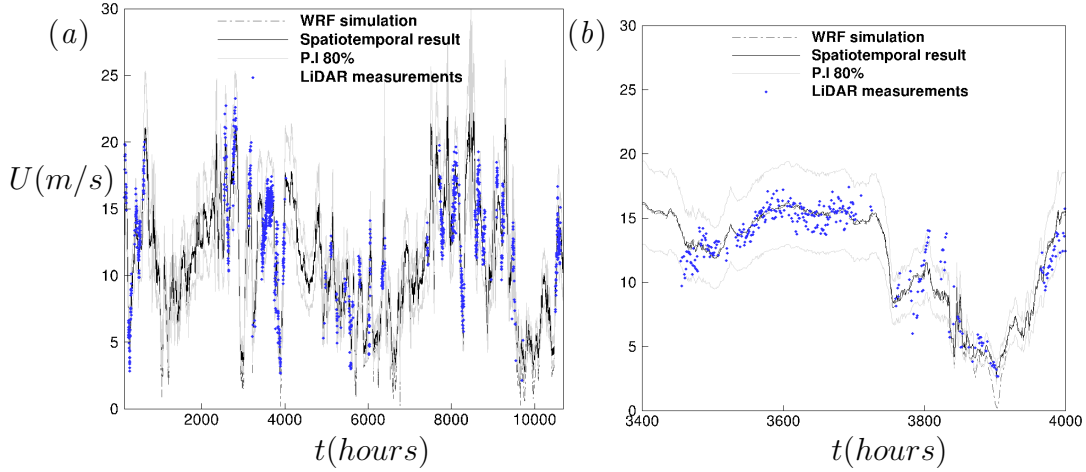 (a)
WRF simulation
Spatiotemporal result
P.I 80%
LiDAR measurements
30
25
20
15
10
5
0
U(m/s)
2000 4000 6000 8000 10000
t(hours)
(b)
WRF simulation
Spatiotemporal result
P.I 80%
LiDAR measurements
30
25
20
15
10
5
0
3400 3600 3800 4000
t(hours)